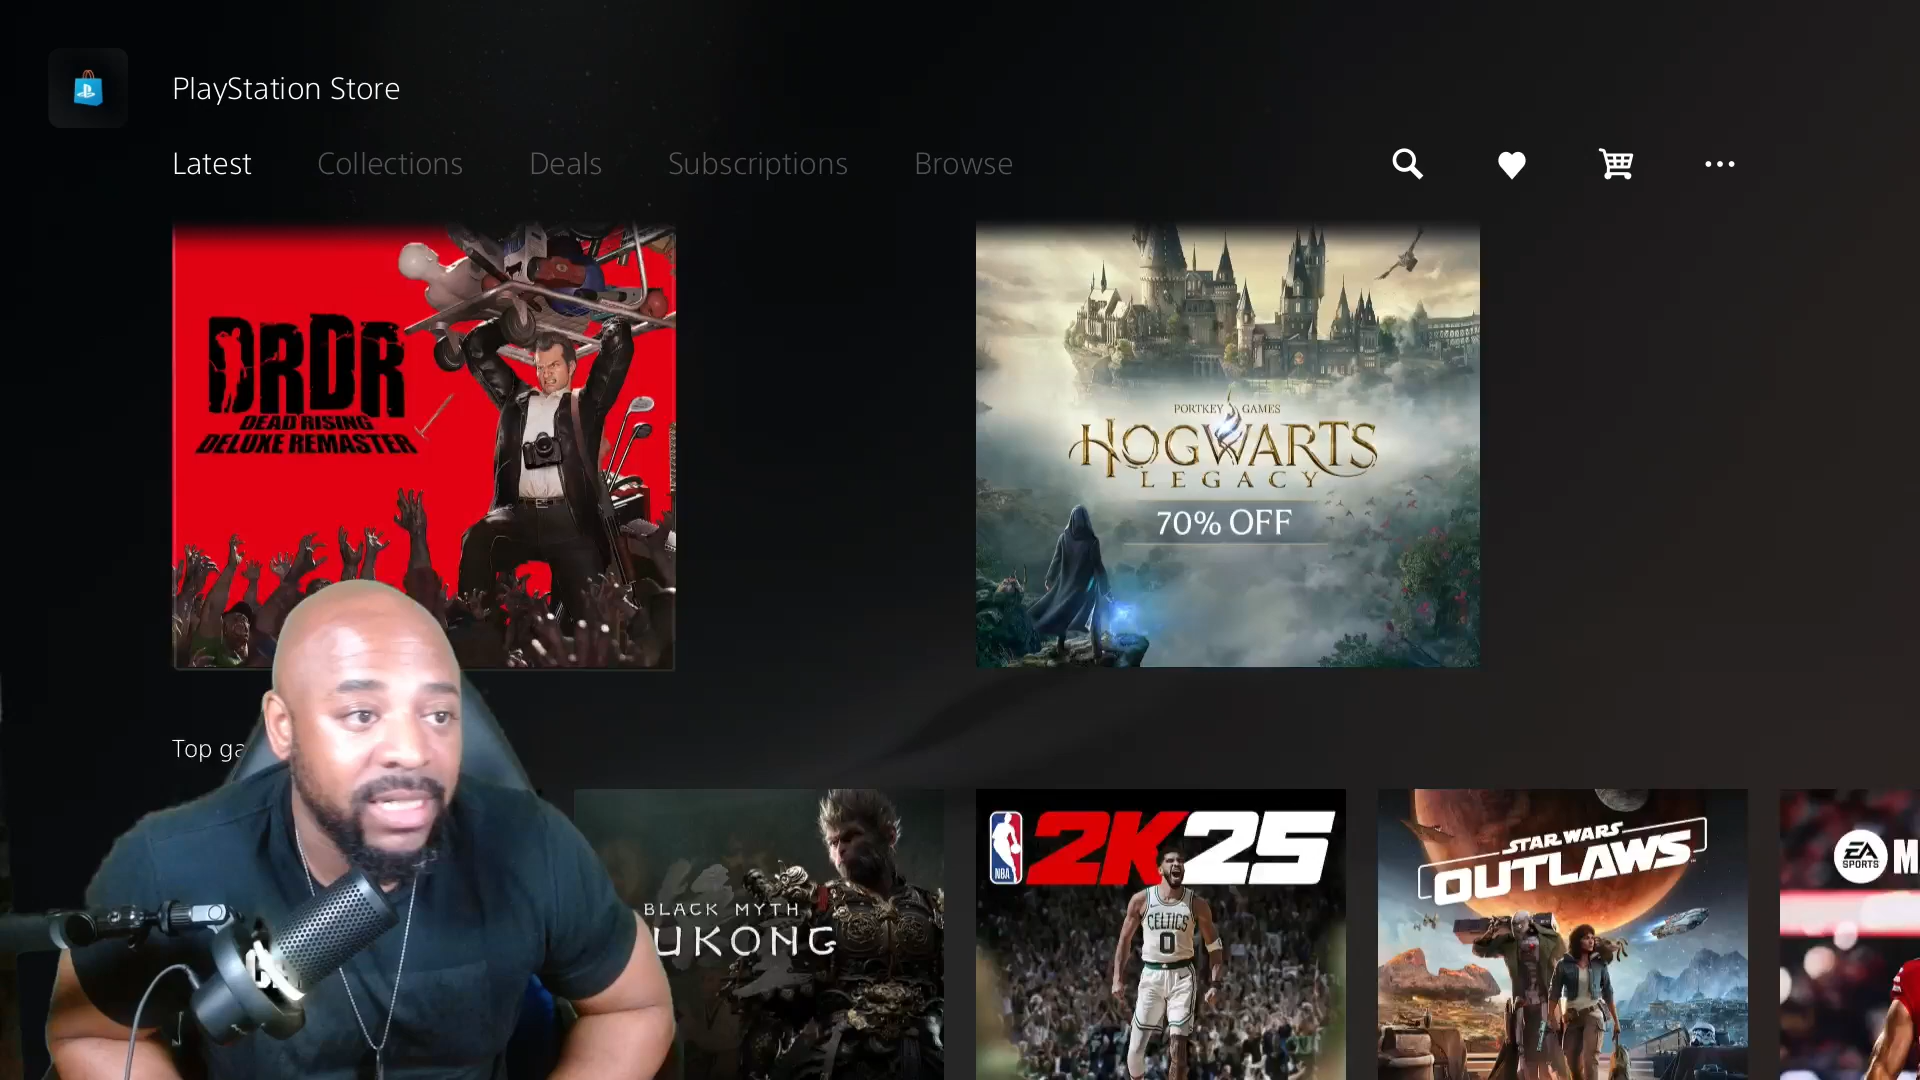 PlayStation Store
Latest
Collections
Deals
Subscriptions
Browse
DRDR
DEAD RISING
DELUXE REMASTER
PORTKEY GAMES
HOGWARTS
LEGACY
70% OFF
Top ga
BLACK MYTH
UKONG
NBA
2K25
CELTICS
0
STAR WARS
OUTLAWS
EA
SPORTS
M